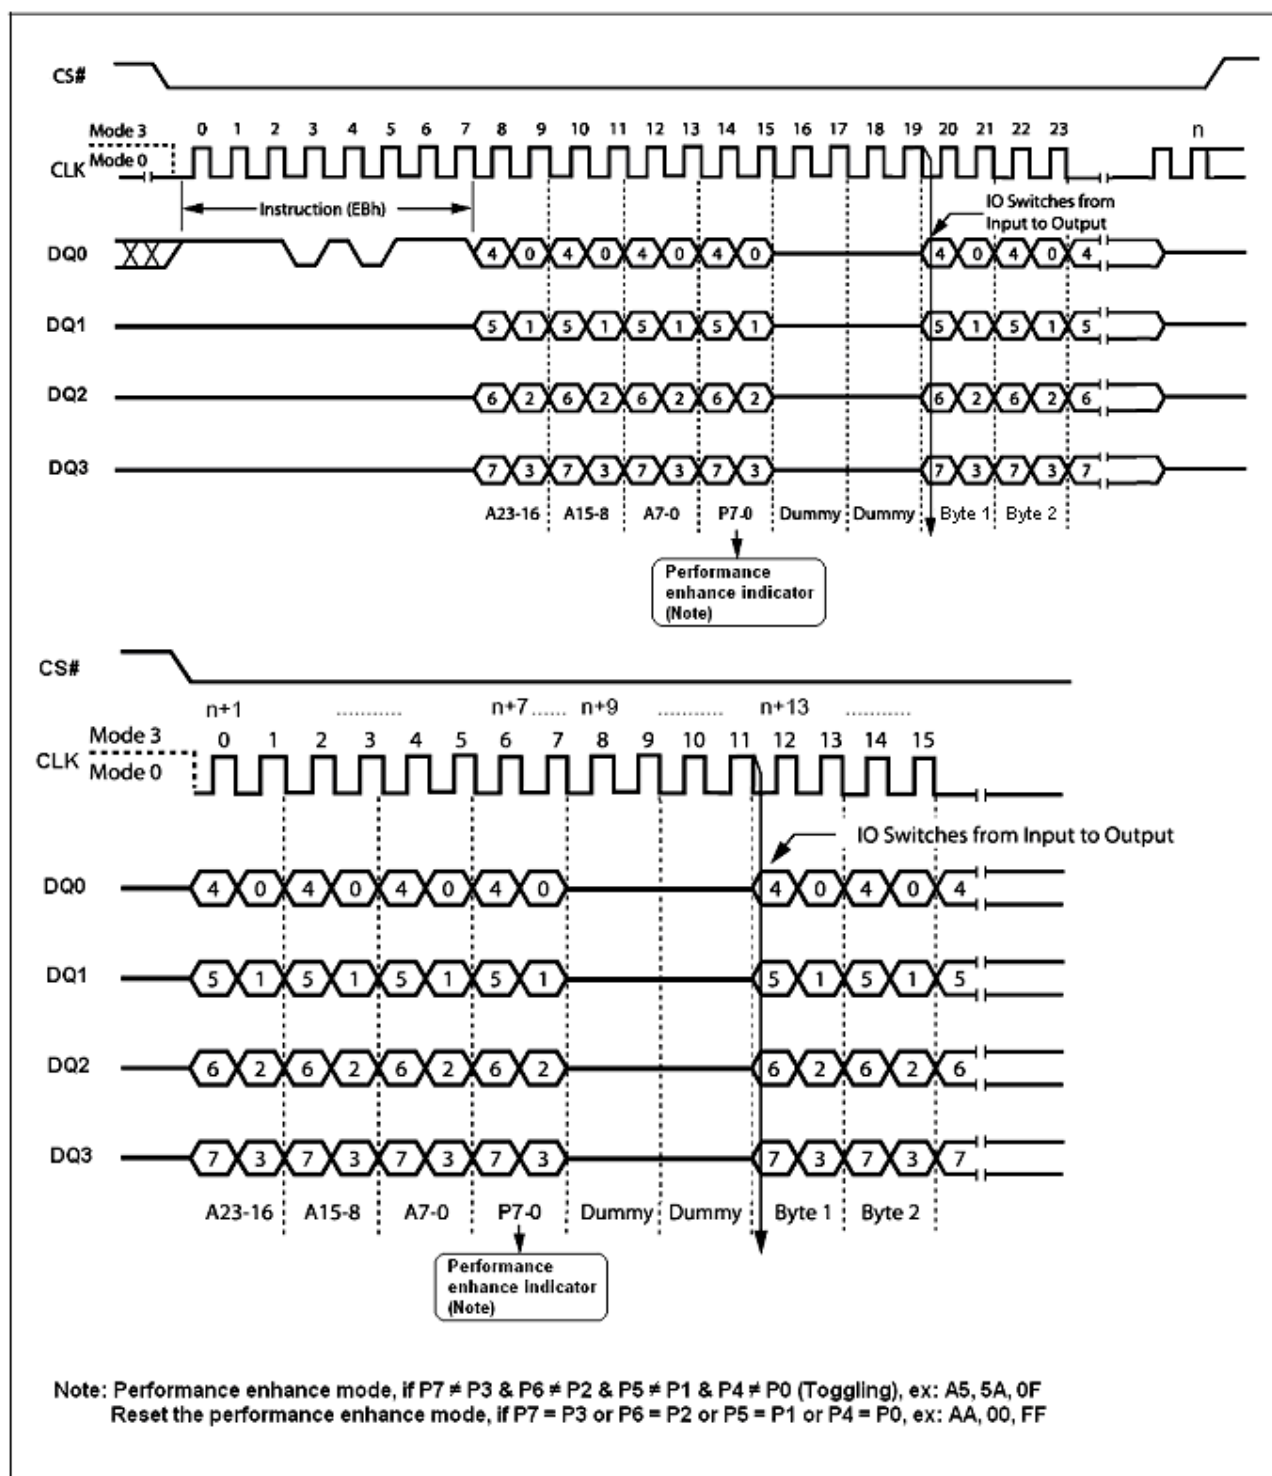 CS#
Mode 3
0 1 2 3 4 5 6 7 8 9 10 11 12 13 14 15 16 17 18 19 20 21 22 23 n
CLK Mode 0
Instruction (EBh)
IO Switches from
Input to Output
DQ0 4 0 4 0 4 0 4 0 4 0 4 0 4
DQ1 5 1 5 1 5 1 5 1 5 1 5 1 5
DQ2 6 2 6 2 6 2 6 2 6 2 6 2 6
DQ3 7 3 7 3 7 3 7 3 7 3 7 3 7
A23-16 A15-8 A7-0 P7-0 Dummy Dummy Byte 1 Byte 2
Performance
enhance indicator
(Note)
CS#
n+1 ........... n+7 ...... n+9 ........... n+13 ...........
Mode 3 0 1 2 3 4 5 6 7 8 9 10 11 12 13 14 15
CLK
Mode 0
IO Switches from Input to Output
DQ0 4 0 4 0 4 0 4 0 4 0 4 0 4
DQ1 5 1 5 1 5 1 5 1 5 1 5 1 5
DQ2 6 2 6 2 6 2 6 2 6 2 6 2 6
DQ3 7 3 7 3 7 3 7 3 7 3 7 3 7
A23-16 A15-8 A7-0 P7-0 Dummy Dummy Byte 1 Byte 2
Performance
enhance indicator
(Note)
Note: Performance enhance mode, if P7 ≠ P3 & P6 ≠ P2 & P5 ≠ P1 & P4 ≠ P0 (Toggling), ex: A5, 5A, 0F
Reset the performance enhance mode, if P7 = P3 or P6 = P2 or P5 = P1 or P4 = P0, ex: AA, 00, FF